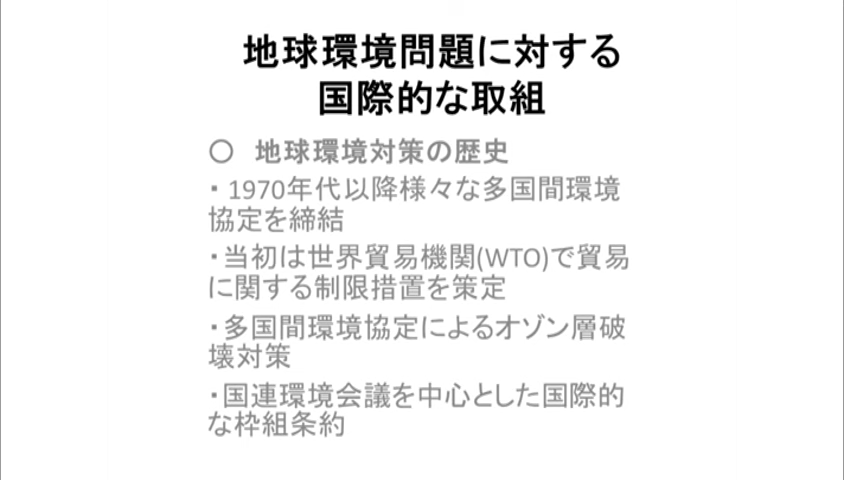 地球環境問題に対する
国際的な取組
○ 地球環境対策の歴史
・1970年代以降様々な多国間環境
協定を締結
・当初は世界貿易機関(WTO)で貿易
に関する制限措置を策定
・多国間環境協定によるオゾン層破
壊対策
・国連環境会議を中心とした国際的
な枠組条約